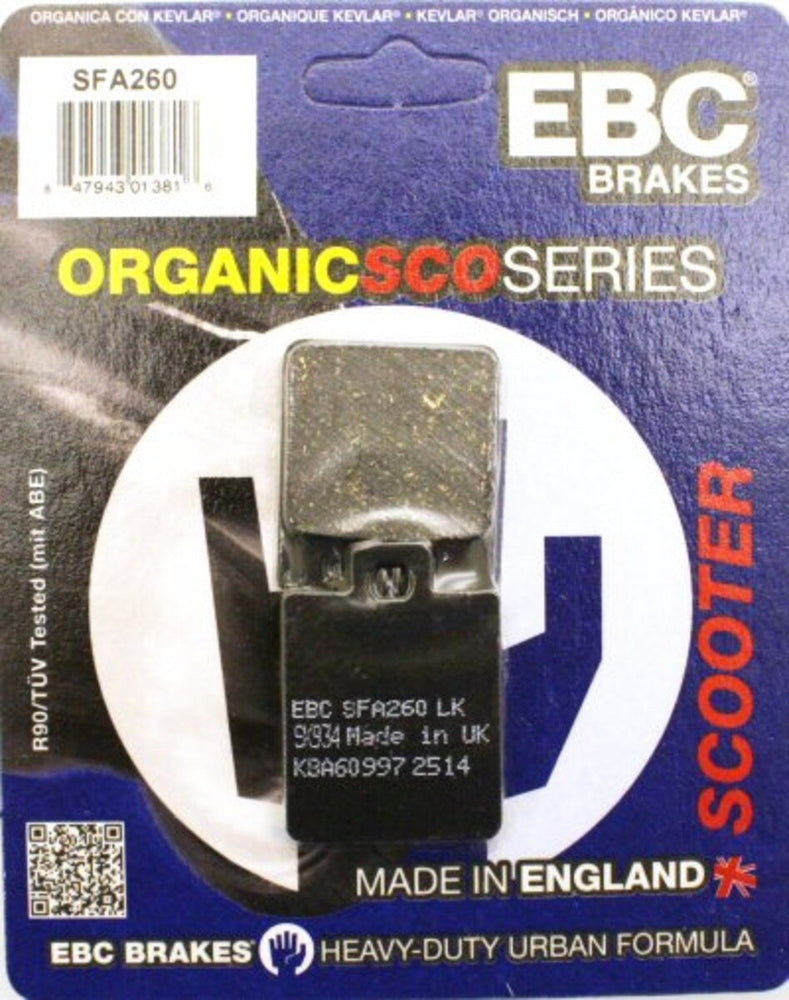 ORGANICA CON KEVLAR® • ORGANIQUE KEVLAR® • KEVLAR® ORGANISCH • ORGÂNICO KEVLAR®
SFA260
8 47943 01381 6
EBC®
BRAKES
ORGANICSCOSERIES
R90/TÜV Tested (mit ABE)
SCOOTER
EBC SFA260 LK
Made in UK
KBA60997 2514
MADE IN ENGLAND
EBC BRAKES HEAVY-DUTY URBAN FORMULA